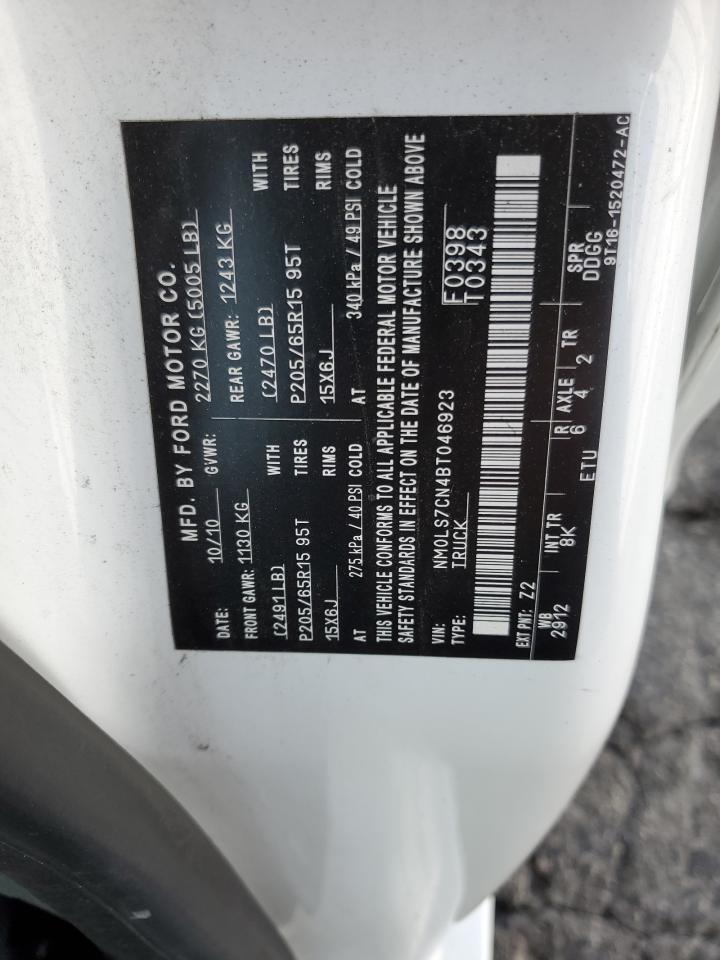 MFD. BY FORD MOTOR CO.
DATE: 10/10 GVWR: 2270 KG (5005 LB)
FRONT GAWR: 1130 KG REAR GAWR: 1243 KG
(2491LB) WITH (2470 LB) WITH
P205/65R15 95T TIRES P205/65R15 95T TIRES
15X6J RIMS 15X6J RIMS
AT 275 kPa / 40 PSI COLD AT 340 kPa / 49 PSI COLD
THIS VEHICLE CONFORMS TO ALL APPLICABLE FEDERAL MOTOR VEHICLE
SAFETY STANDARDS IN EFFECT ON THE DATE OF MANUFACTURE SHOWN ABOVE
VIN: NM0LS7CN4BT046923 F0398
TYPE: TRUCK T0343
EXT PNT: Z2
WB INT TR R AXLE TR SPR
2912 8K 6 4 2 DDGG
ETU 9T16-1520472-AC